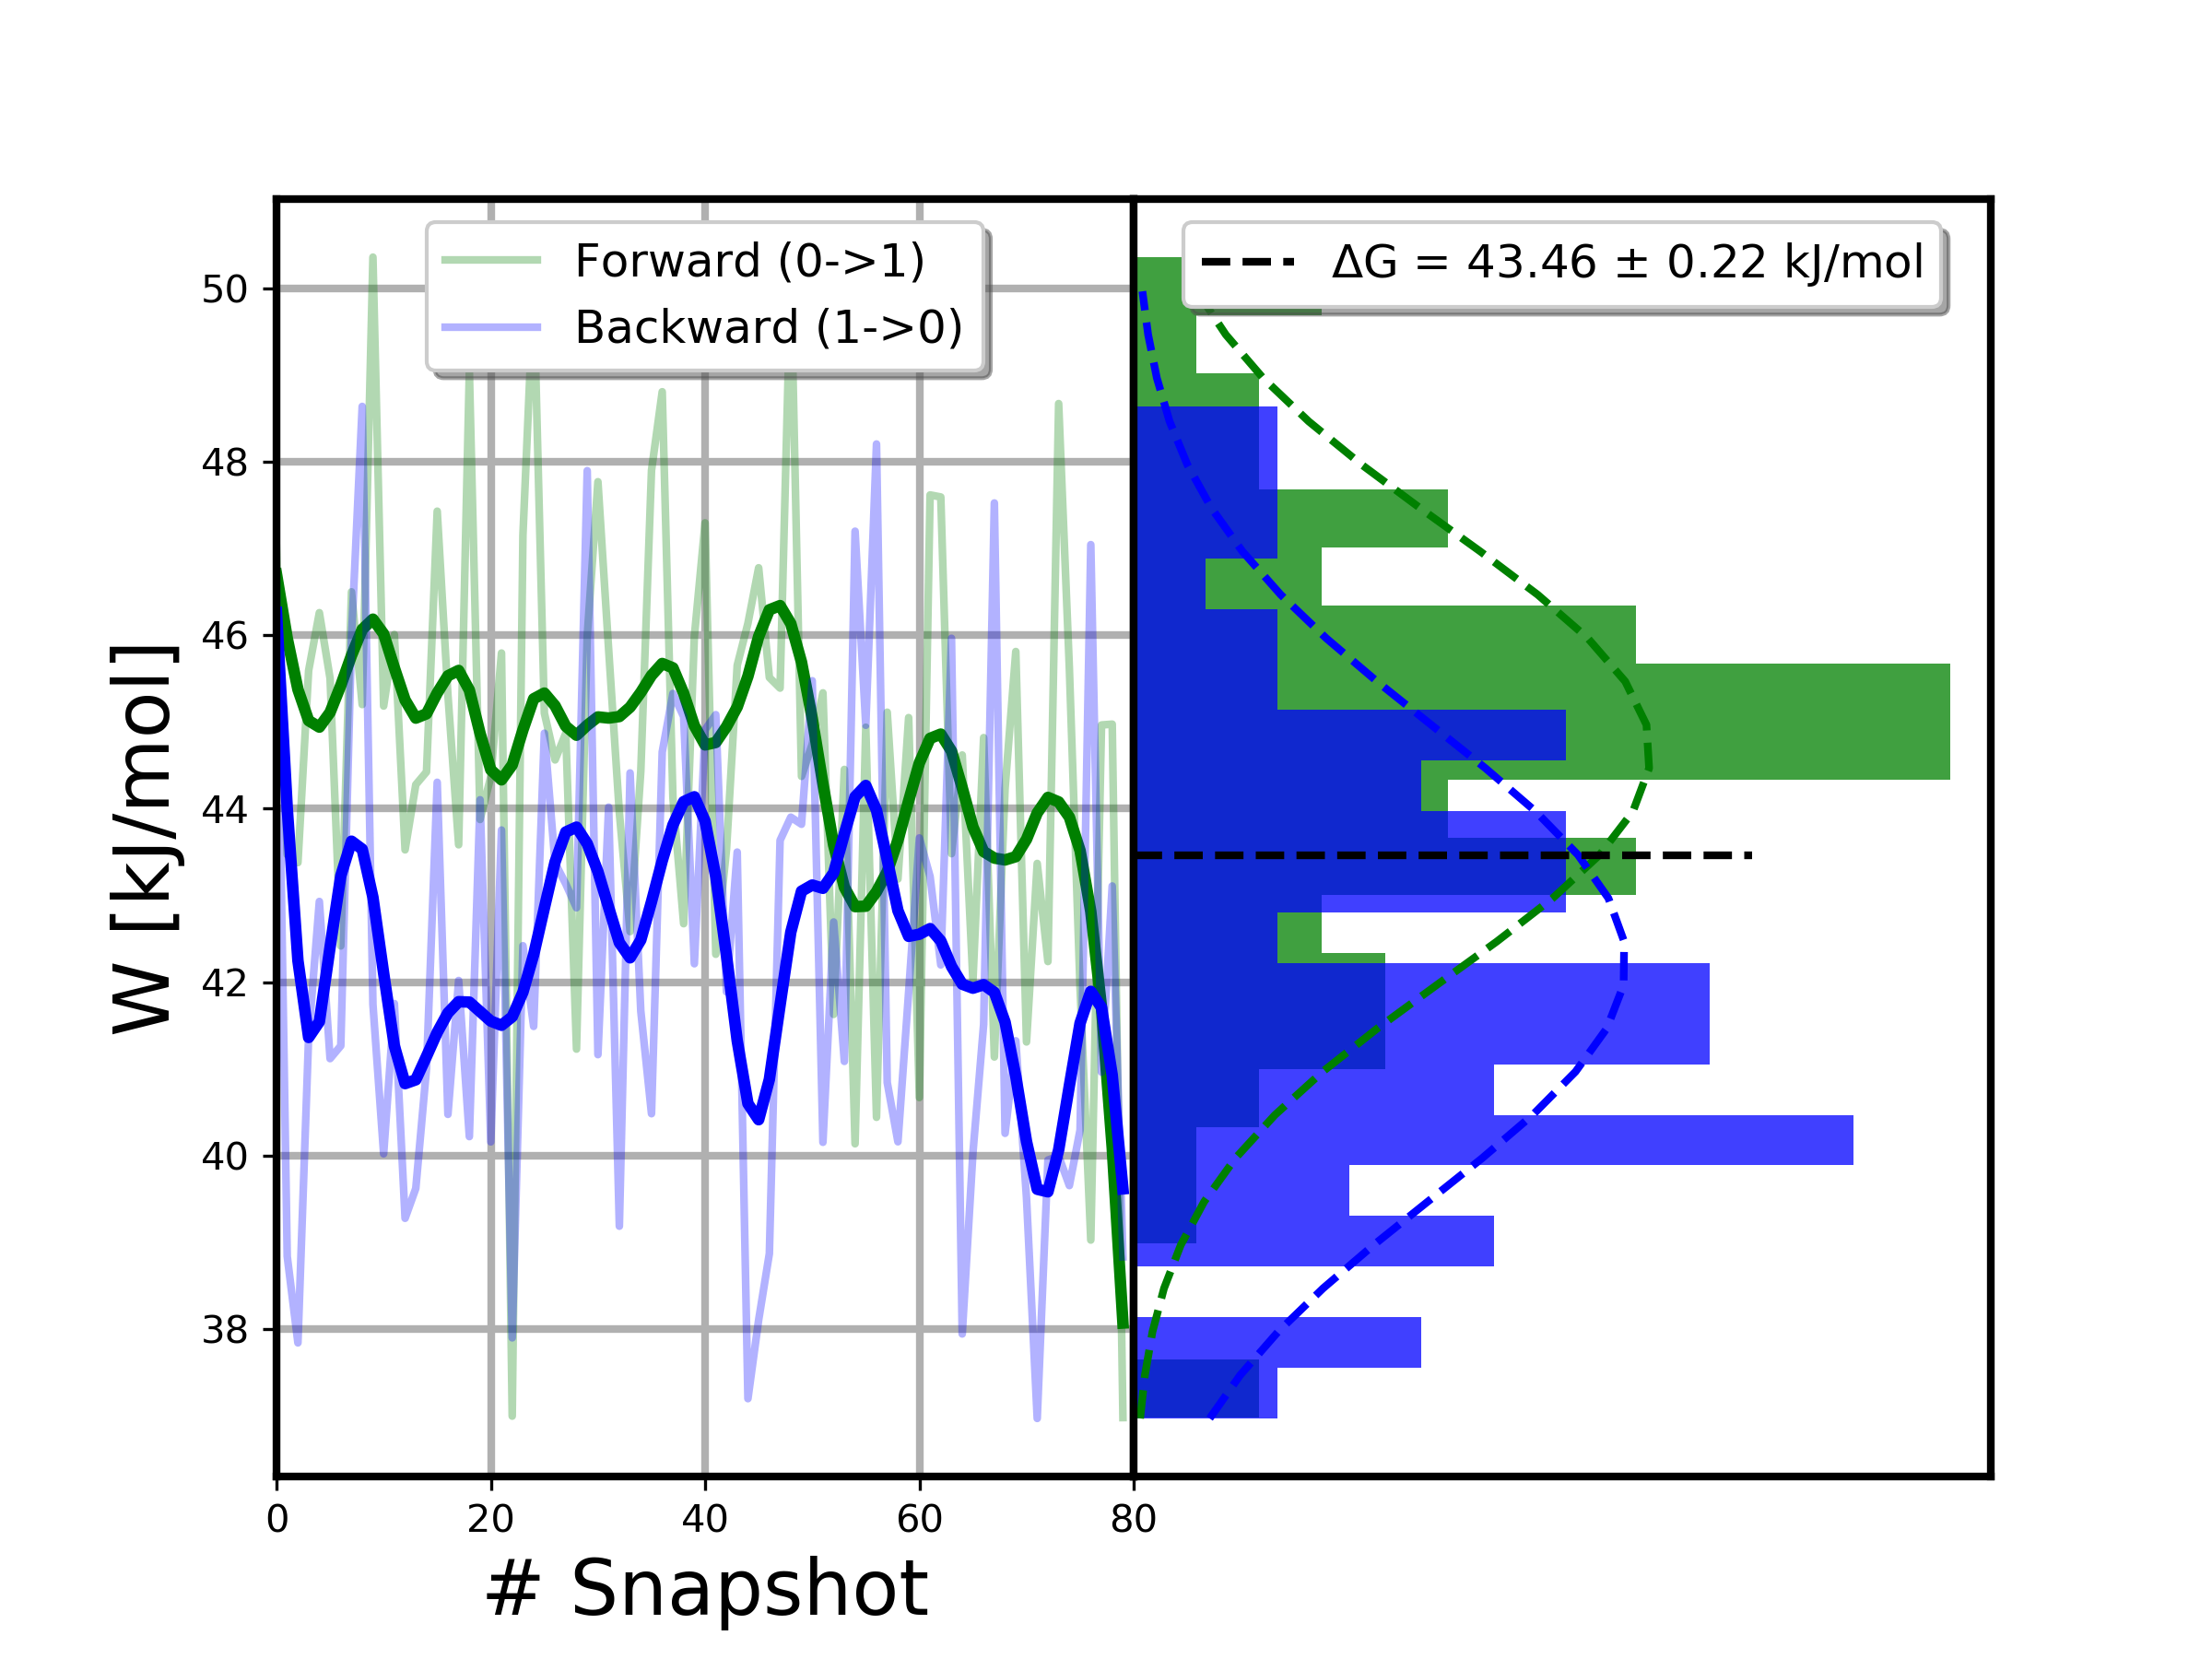 Forward (0->1)
Backward (1->0)
ΔG = 43.46 ± 0.22 kJ/mol
50
48
46
44
42
40
38
W [kJ/mol]
0 20 40 60 80
# Snapshot